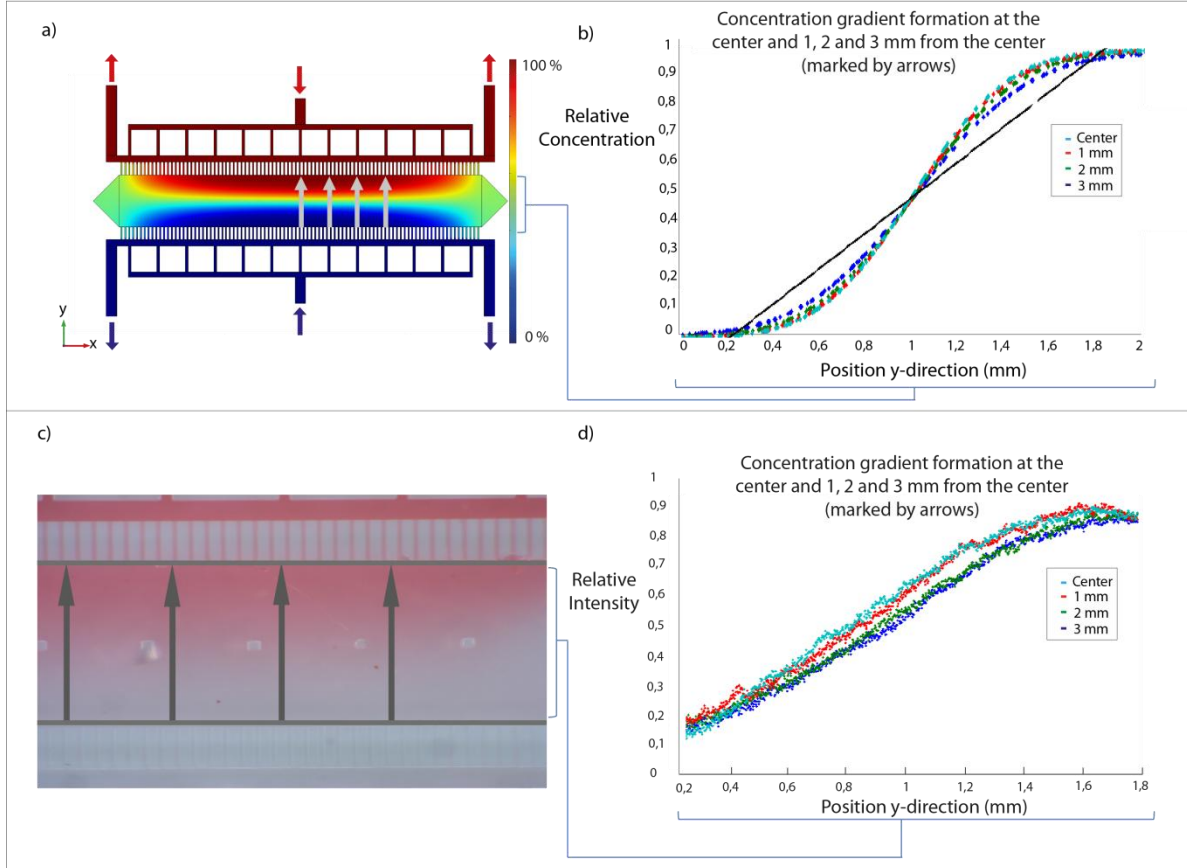 a)
100 %
Relative
Concentration
0 %
y
x
b)
Concentration gradient formation at the
center and 1, 2 and 3 mm from the center
(marked by arrows)
1
0,9
0,8
0,7
0,6
0,5
0,4
0,3
0,2
0,1
0
0 0,2 0,4 0,6 0,8 1 1,2 1,4 1,6 1,8 2
Position y-direction (mm)
Center
1 mm
2 mm
3 mm
c)
Relative
Intensity
d)
Concentration gradient formation at the
center and 1, 2 and 3 mm from the center
(marked by arrows)
1
0,9
0,8
0,7
0,6
0,5
0,4
0,3
0,2
0,1
0
0,2 0,4 0,6 0,8 1 1,2 1,4 1,6 1,8
Position y-direction (mm)
Center
1 mm
2 mm
3 mm